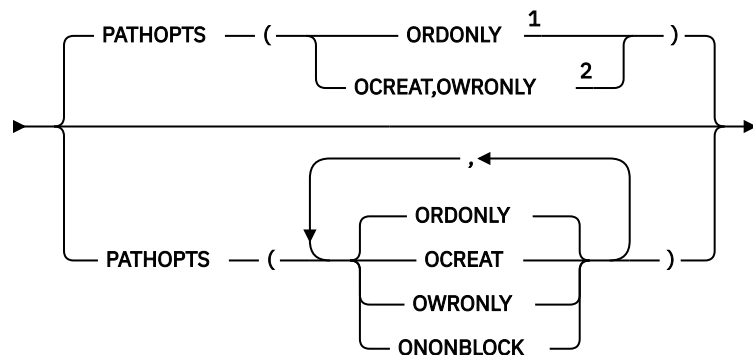 PATHOPTS ( ORDONLY 1 )
OCREAT,OWRONLY 2
,
ORDONLY
PATHOPTS ( OCREAT )
OWRONLY
ONONBLOCK